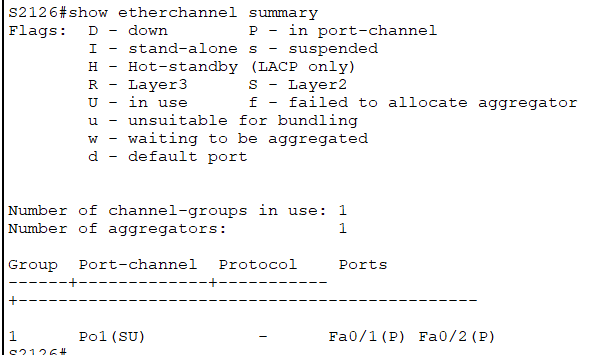 S2126#show etherchannel summary
Flags:  D - down        P - in port-channel
        I - stand-alone s - suspended
        H - Hot-standby (LACP only)
        R - Layer3      S - Layer2
        U - in use      f - failed to allocate aggregator
        u - unsuitable for bundling
        w - waiting to be aggregated
        d - default port
Number of channel-groups in use: 1
Number of aggregators:           1
Group  Port-channel  Protocol    Ports
------+-------------+-----------
+----------------------------------------------
1      Po1(SU)           -      Fa0/1(P) Fa0/2(P)
S2126#